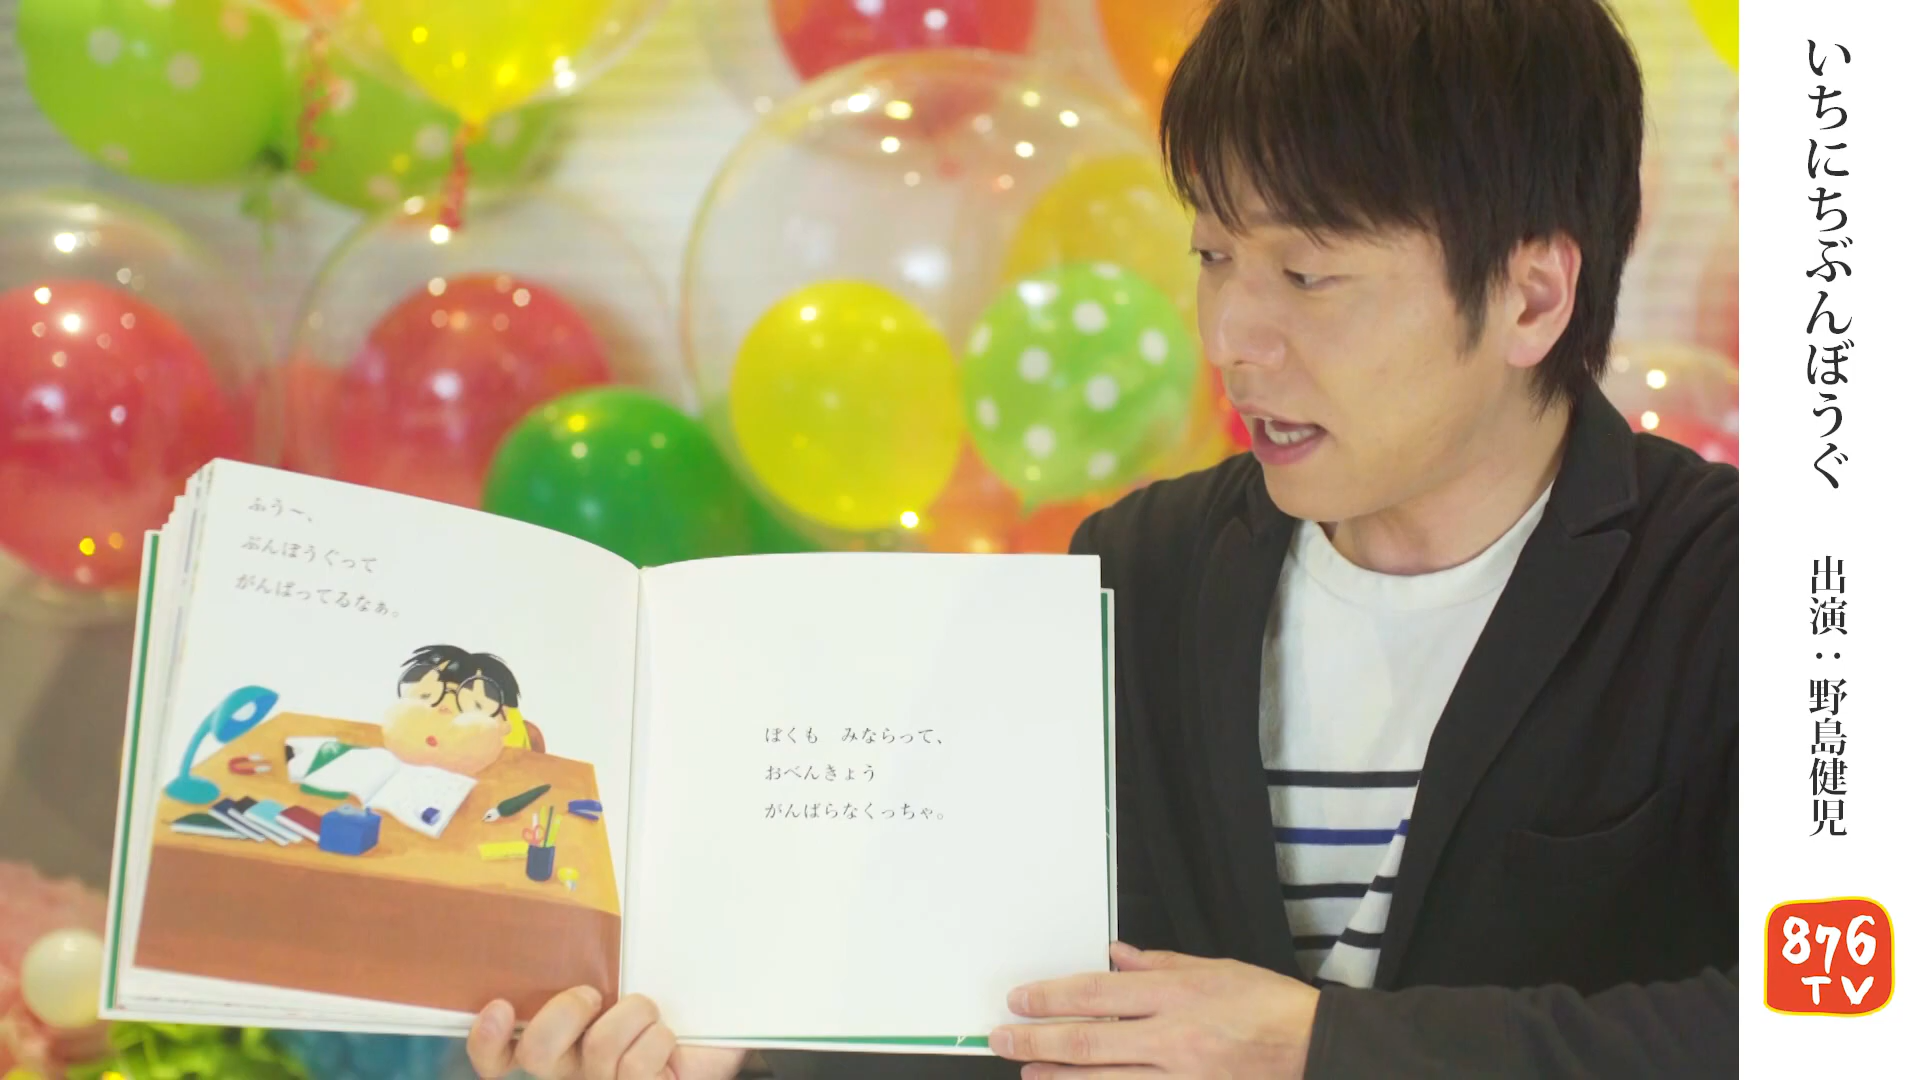 ふうー、
ぶんぼうぐって
がんばってるなぁ。
ぼくも　みならって、
おべんきょう
がんばらなくっちゃ。
いちにちぶんぼうぐ　出演：野島健児
876
TV